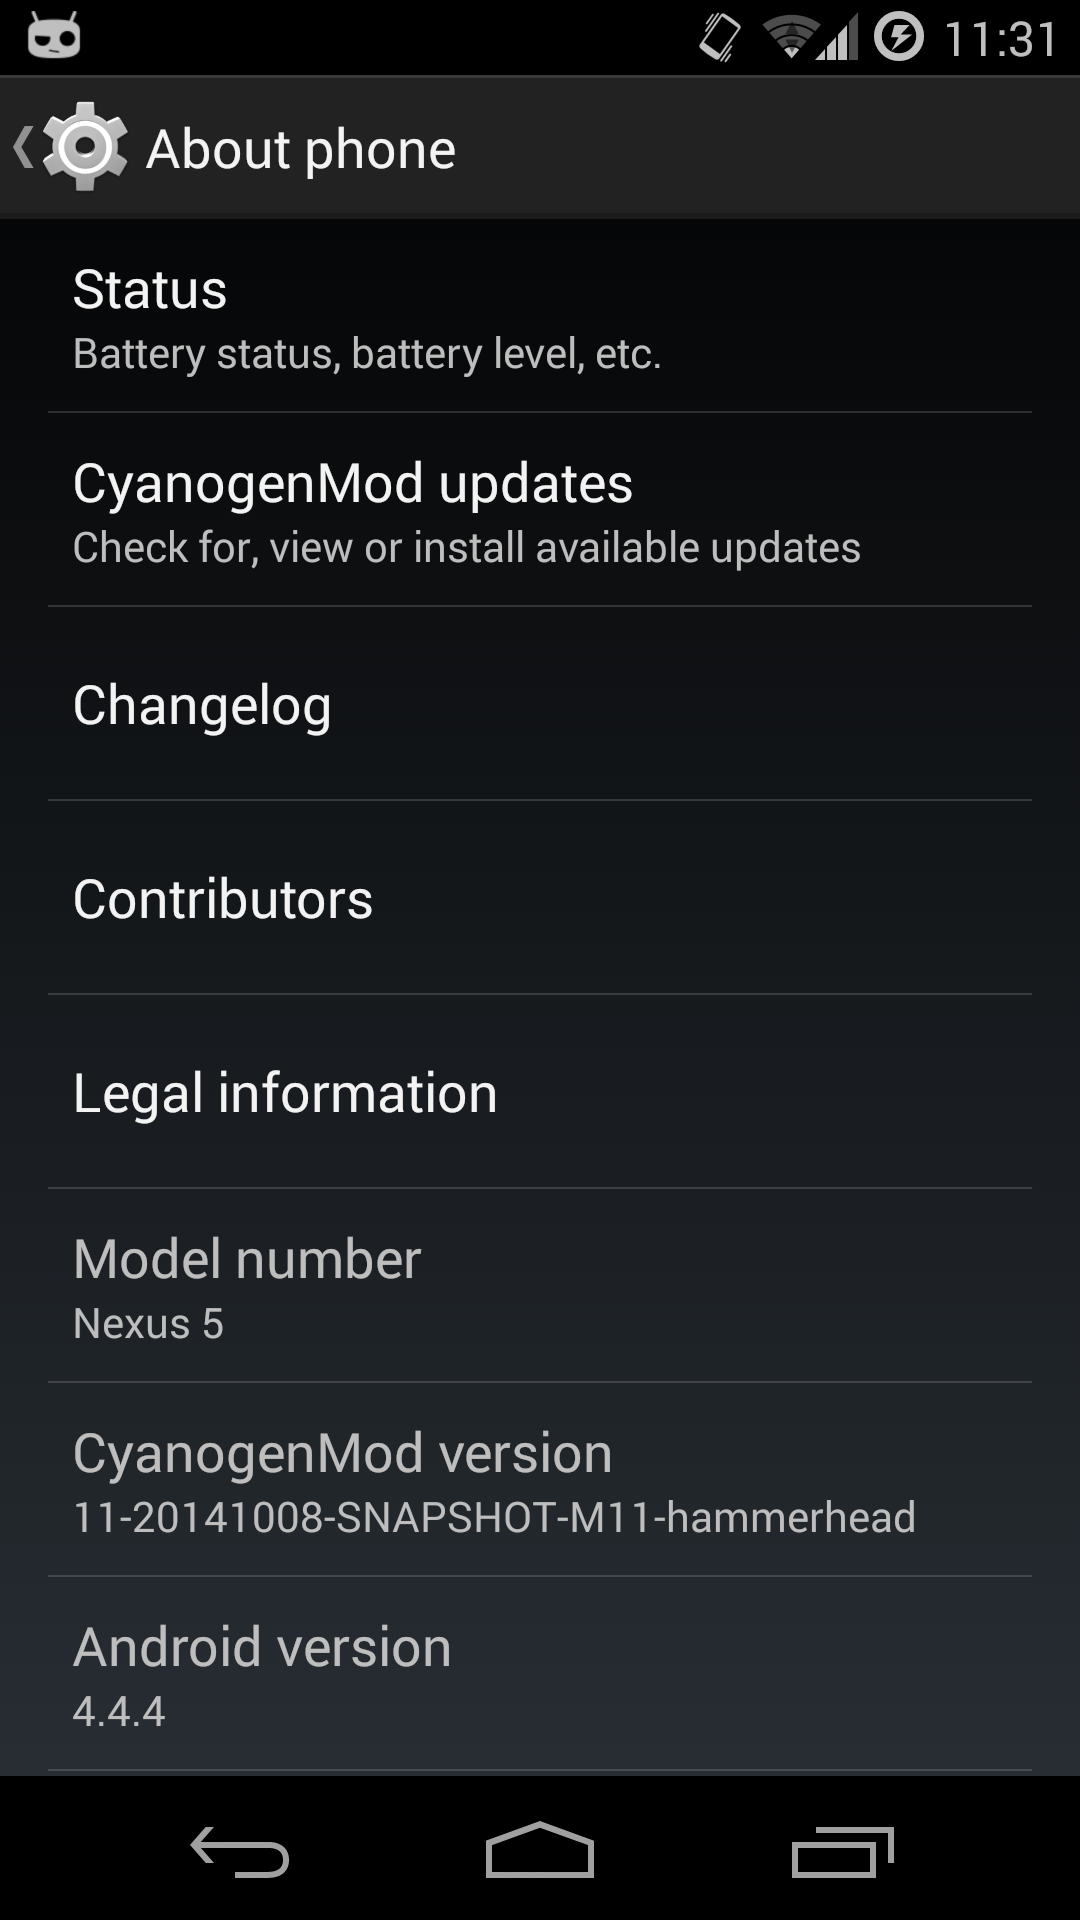 11:31
About phone
Status
Battery status, battery level, etc.
CyanogenMod updates
Check for, view or install available updates
Changelog
Contributors
Legal information
Model number
Nexus 5
CyanogenMod version
11-20141008-SNAPSHOT-M11-hammerhead
Android version
4.4.4